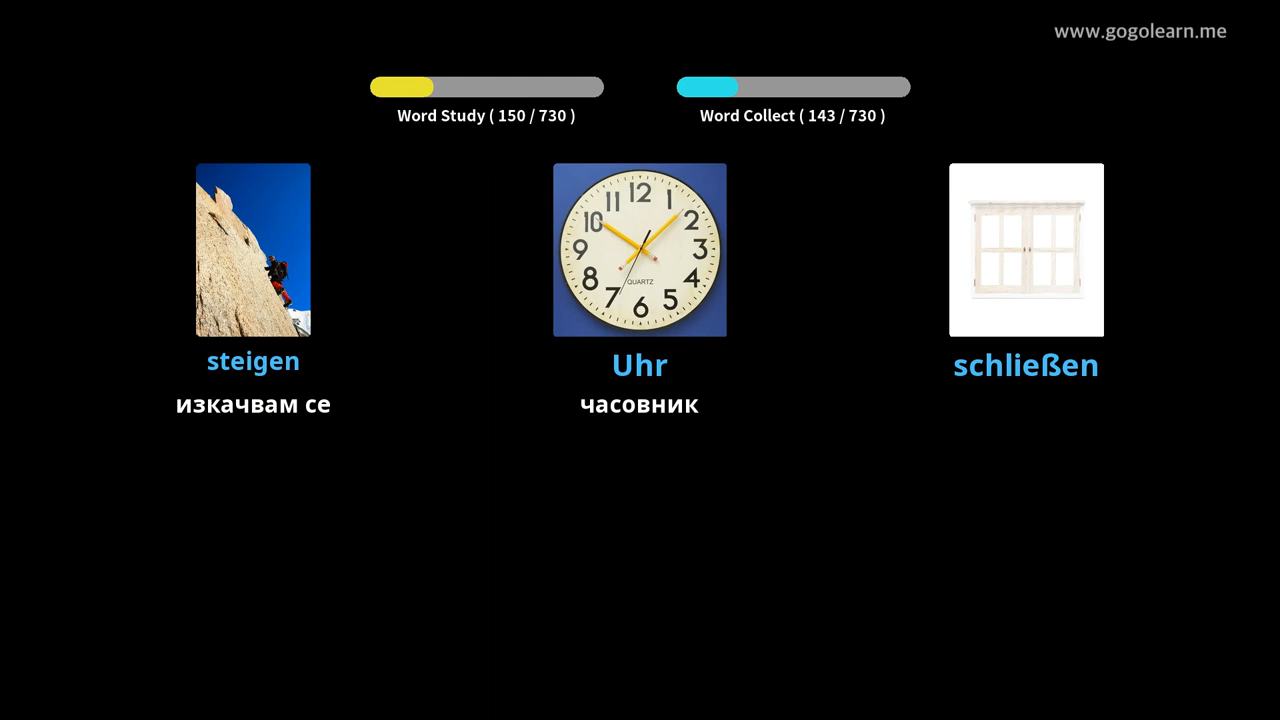 www.gogolearn.me
Word Study ( 150 / 730 )
Word Collect ( 143 / 730 )
12
11
1
10
2
9
3
8
4
QUARTZ
7
5
6
steigen
Uhr
schließen
изкачвам се
часовник